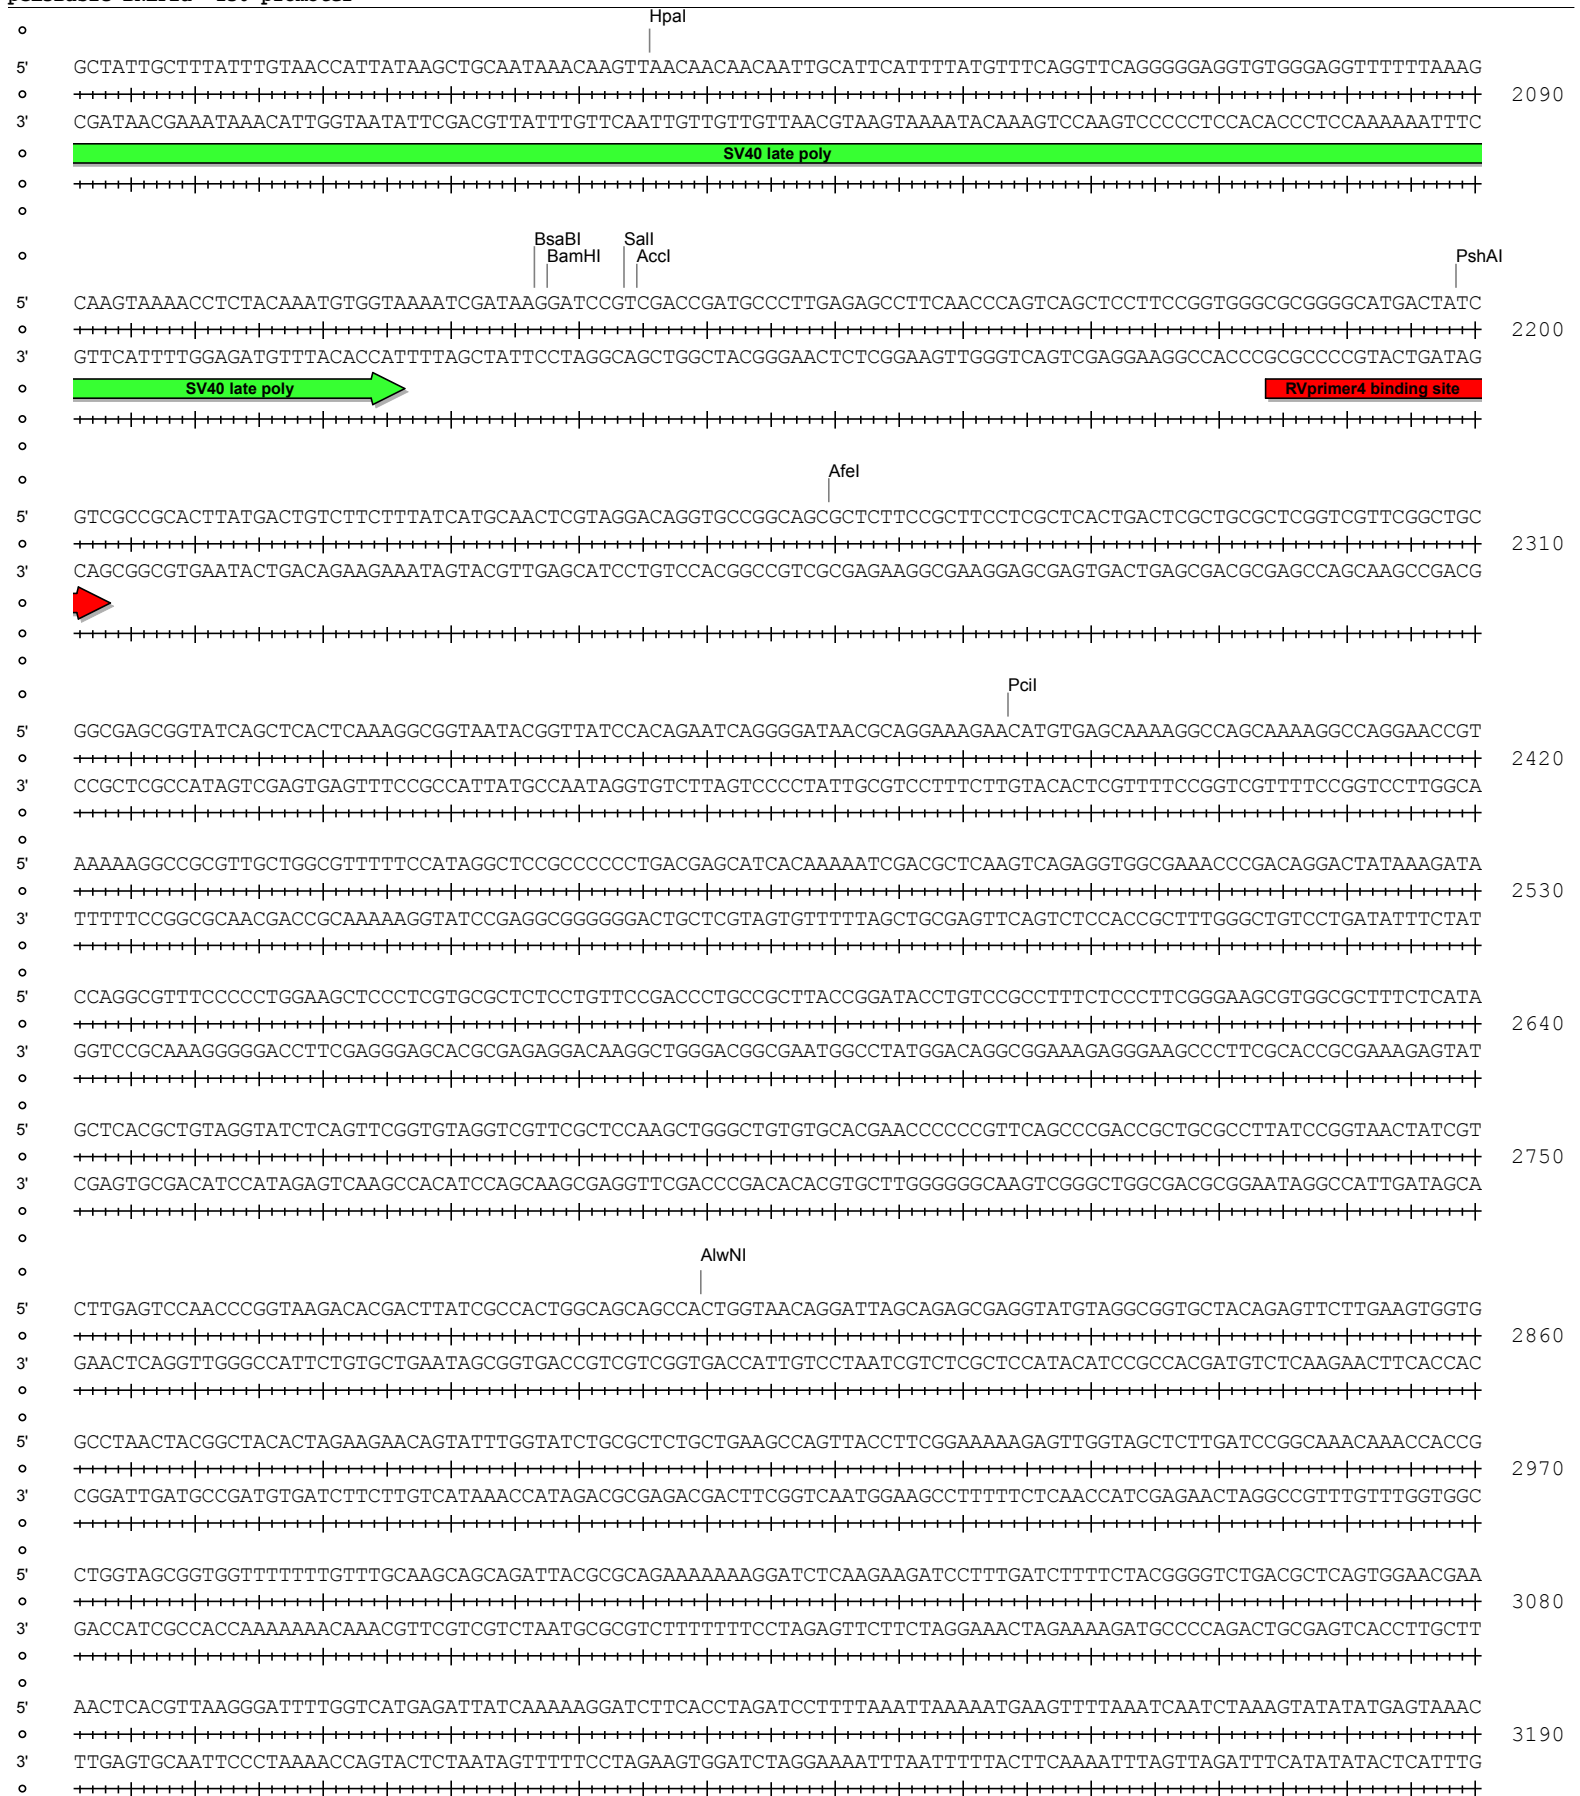 HpaI
5' GCTATTGCTTTATTTGTAACCATTATAAGCTGCAATAAACAAGTTAACAACAACAATTGCATTCATTTTATGTTTCAGGTTCAGGGGGAGGTGTGGGAGGTTTTTTAAAG
2090
3' CGATAACGAAATAAACATTGGTAATATTCGACGTTATTTGTTCAATTGTTGTTGTTAACGTAAGTAAAATACAAAGTCCAAGTCCCCCTCCACACCCTCCAAAAAATTTC
SV40 late poly
BsaBI SalI
BamHI AccI PshAI
5' CAAGTAAAACCTCTACAAATGTGGTAAAATCGATAAGGATCCGTCGACCGATGCCCTTGAGAGCCTTCAACCCAGTCAGCTCCTTCCGGTGGGCGCGGGGCATGACTATC
2200
3' GTTCATTTTGGAGATGTTTACACCATTTTAGCTATTCCTAGGCAGCTGGCTACGGGAACTCTCGGAAGTTGGGTCAGTCGAGGAAGGCCACCCGCGCCCCGTACTGATAG
SV40 late poly RVprimer4 binding site
AfeI
5' GTCGCCGCACTTATGACTGTCTTCTTTATCATGCAACTCGTAGGACAGGTGCCGGCAGCGCTCTTCCGCTTCCTCGCTCACTGACTCGCTGCGCTCGGTCGTTCGGCTGC
2310
3' CAGCGGCGTGAATACTGACAGAAGAAATAGTACGTTGAGCATCCTGTCCACGGCCGTCGCGAGAAGGCGAAGGAGCGAGTGACTGAGCGACGCGAGCCAGCAAGCCGACG
PciI
5' GGCGAGCGGTATCAGCTCACTCAAAGGCGGTAATACGGTTATCCACAGAATCAGGGGATAACGCAGGAAAGAACATGTGAGCAAAAGGCCAGCAAAAGGCCAGGAACCGT
2420
3' CCGCTCGCCATAGTCGAGTGAGTTTCCGCCATTATGCCAATAGGTGTCTTAGTCCCCTATTGCGTCCTTTCTTGTACACTCGTTTTCCGGTCGTTTTCCGGTCCTTGGCA
5' AAAAAGGCCGCGTTGCTGGCGTTTTTCCATAGGCTCCGCCCCCCTGACGAGCATCACAAAAATCGACGCTCAAGTCAGAGGTGGCGAAACCCGACAGGACTATAAAGATA
2530
3' TTTTTCCGGCGCAACGACCGCAAAAAGGTATCCGAGGCGGGGGGACTGCTCGTAGTGTTTTTAGCTGCGAGTTCAGTCTCCACCGCTTTGGGCTGTCCTGATATTTCTAT
5' CCAGGCGTTTCCCCCTGGAAGCTCCCTCGTGCGCTCTCCTGTTCCGACCCTGCCGCTTACCGGATACCTGTCCGCCTTTCTCCCTTCGGGAAGCGTGGCGCTTTCTCATA
2640
3' GGTCCGCAAAGGGGGACCTTCGAGGGAGCACGCGAGAGGACAAGGCTGGGACGGCGAATGGCCTATGGACAGGCGGAAAGAGGGAAGCCCTTCGCACCGCGAAAGAGTAT
5' GCTCACGCTGTAGGTATCTCAGTTCGGTGTAGGTCGTTCGCTCCAAGCTGGGCTGTGTGCACGAACCCCCCGTTCAGCCCGACCGCTGCGCCTTATCCGGTAACTATCGT
2750
3' CGAGTGCGACATCCATAGAGTCAAGCCACATCCAGCAAGCGAGGTTCGACCCGACACACGTGCTTGGGGGGCAAGTCGGGCTGGCGACGCGGAATAGGCCATTGATAGCA
AlwNI
5' CTTGAGTCCAACCCGGTAAGACACGACTTATCGCCACTGGCAGCAGCCACTGGTAACAGGATTAGCAGAGCGAGGTATGTAGGCGGTGCTACAGAGTTCTTGAAGTGGTG
2860
3' GAACTCAGGTTGGGCCATTCTGTGCTGAATAGCGGTGACCGTCGTCGGTGACCATTGTCCTAATCGTCTCGCTCCATACATCCGCCACGATGTCTCAAGAACTTCACCAC
5' GCCTAACTACGGCTACACTAGAAGAACAGTATTTGGTATCTGCGCTCTGCTGAAGCCAGTTACCTTCGGAAAAAGAGTTGGTAGCTCTTGATCCGGCAAACAAACCACCG
2970
3' CGGATTGATGCCGATGTGATCTTCTTGTCATAAACCATAGACGCGAGACGACTTCGGTCAATGGAAGCCTTTTTCTCAACCATCGAGAACTAGGCCGTTTGTTTGGTGGC
5' CTGGTAGCGGTGGTTTTTTTGTTTGCAAGCAGCAGATTACGCGCAGAAAAAAAGGATCTCAAGAAGATCCTTTGATCTTTTCTACGGGGTCTGACGCTCAGTGGAACGAA
3080
3' GACCATCGCCACCAAAAAAACAAACGTTCGTCGTCTAATGCGCGTCTTTTTTTCCTAGAGTTCTTCTAGGAAACTAGAAAAGATGCCCCAGACTGCGAGTCACCTTGCTT
5' AACTCACGTTAAGGGATTTTGGTCATGAGATTATCAAAAAGGATCTTCACCTAGATCCTTTTAAATTAAAAATGAAGTTTTAAATCAATCTAAAGTATATATGAGTAAAC
3190
3' TTGAGTGCAATTCCCTAAAACCAGTACTCTAATAGTTTTTCCTAGAAGTGGATCTAGGAAAATTTAATTTTTACTTCAAAATTTAGTTAGATTTCATATATACTCATTTG